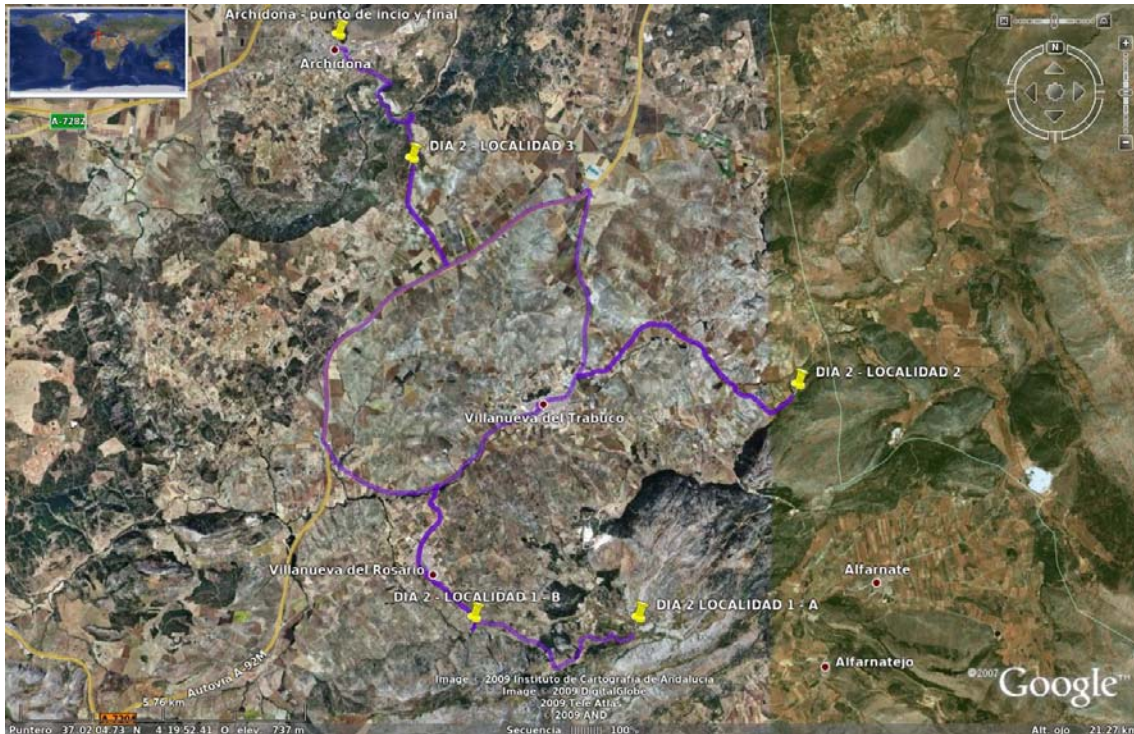 Archidona - punto de incio y final
Archidona
A-7282
DIA 2 - LOCALIDAD 3
DIA 2 - LOCALIDAD 2
Villanueva del Trabuco
Villanueva del Rosario
DIA 2 - LOCALIDAD 1 - B
DIA 2 LOCALIDAD 1 - A
Alfarnate
Alfarnatejo
Autovia A-92M
Image © 2009 Instituto de Cartografia de Andalucia
Image © 2009 DigitalGlobe
© 2009 Tele Atlas
© 2009 AND
©2007 Google™
5.76 km
N
Puntero 37 02 04.73 N 4 19 52.41 O elev 737 m
Secuencia 100
Alt. ojo 21.27 km